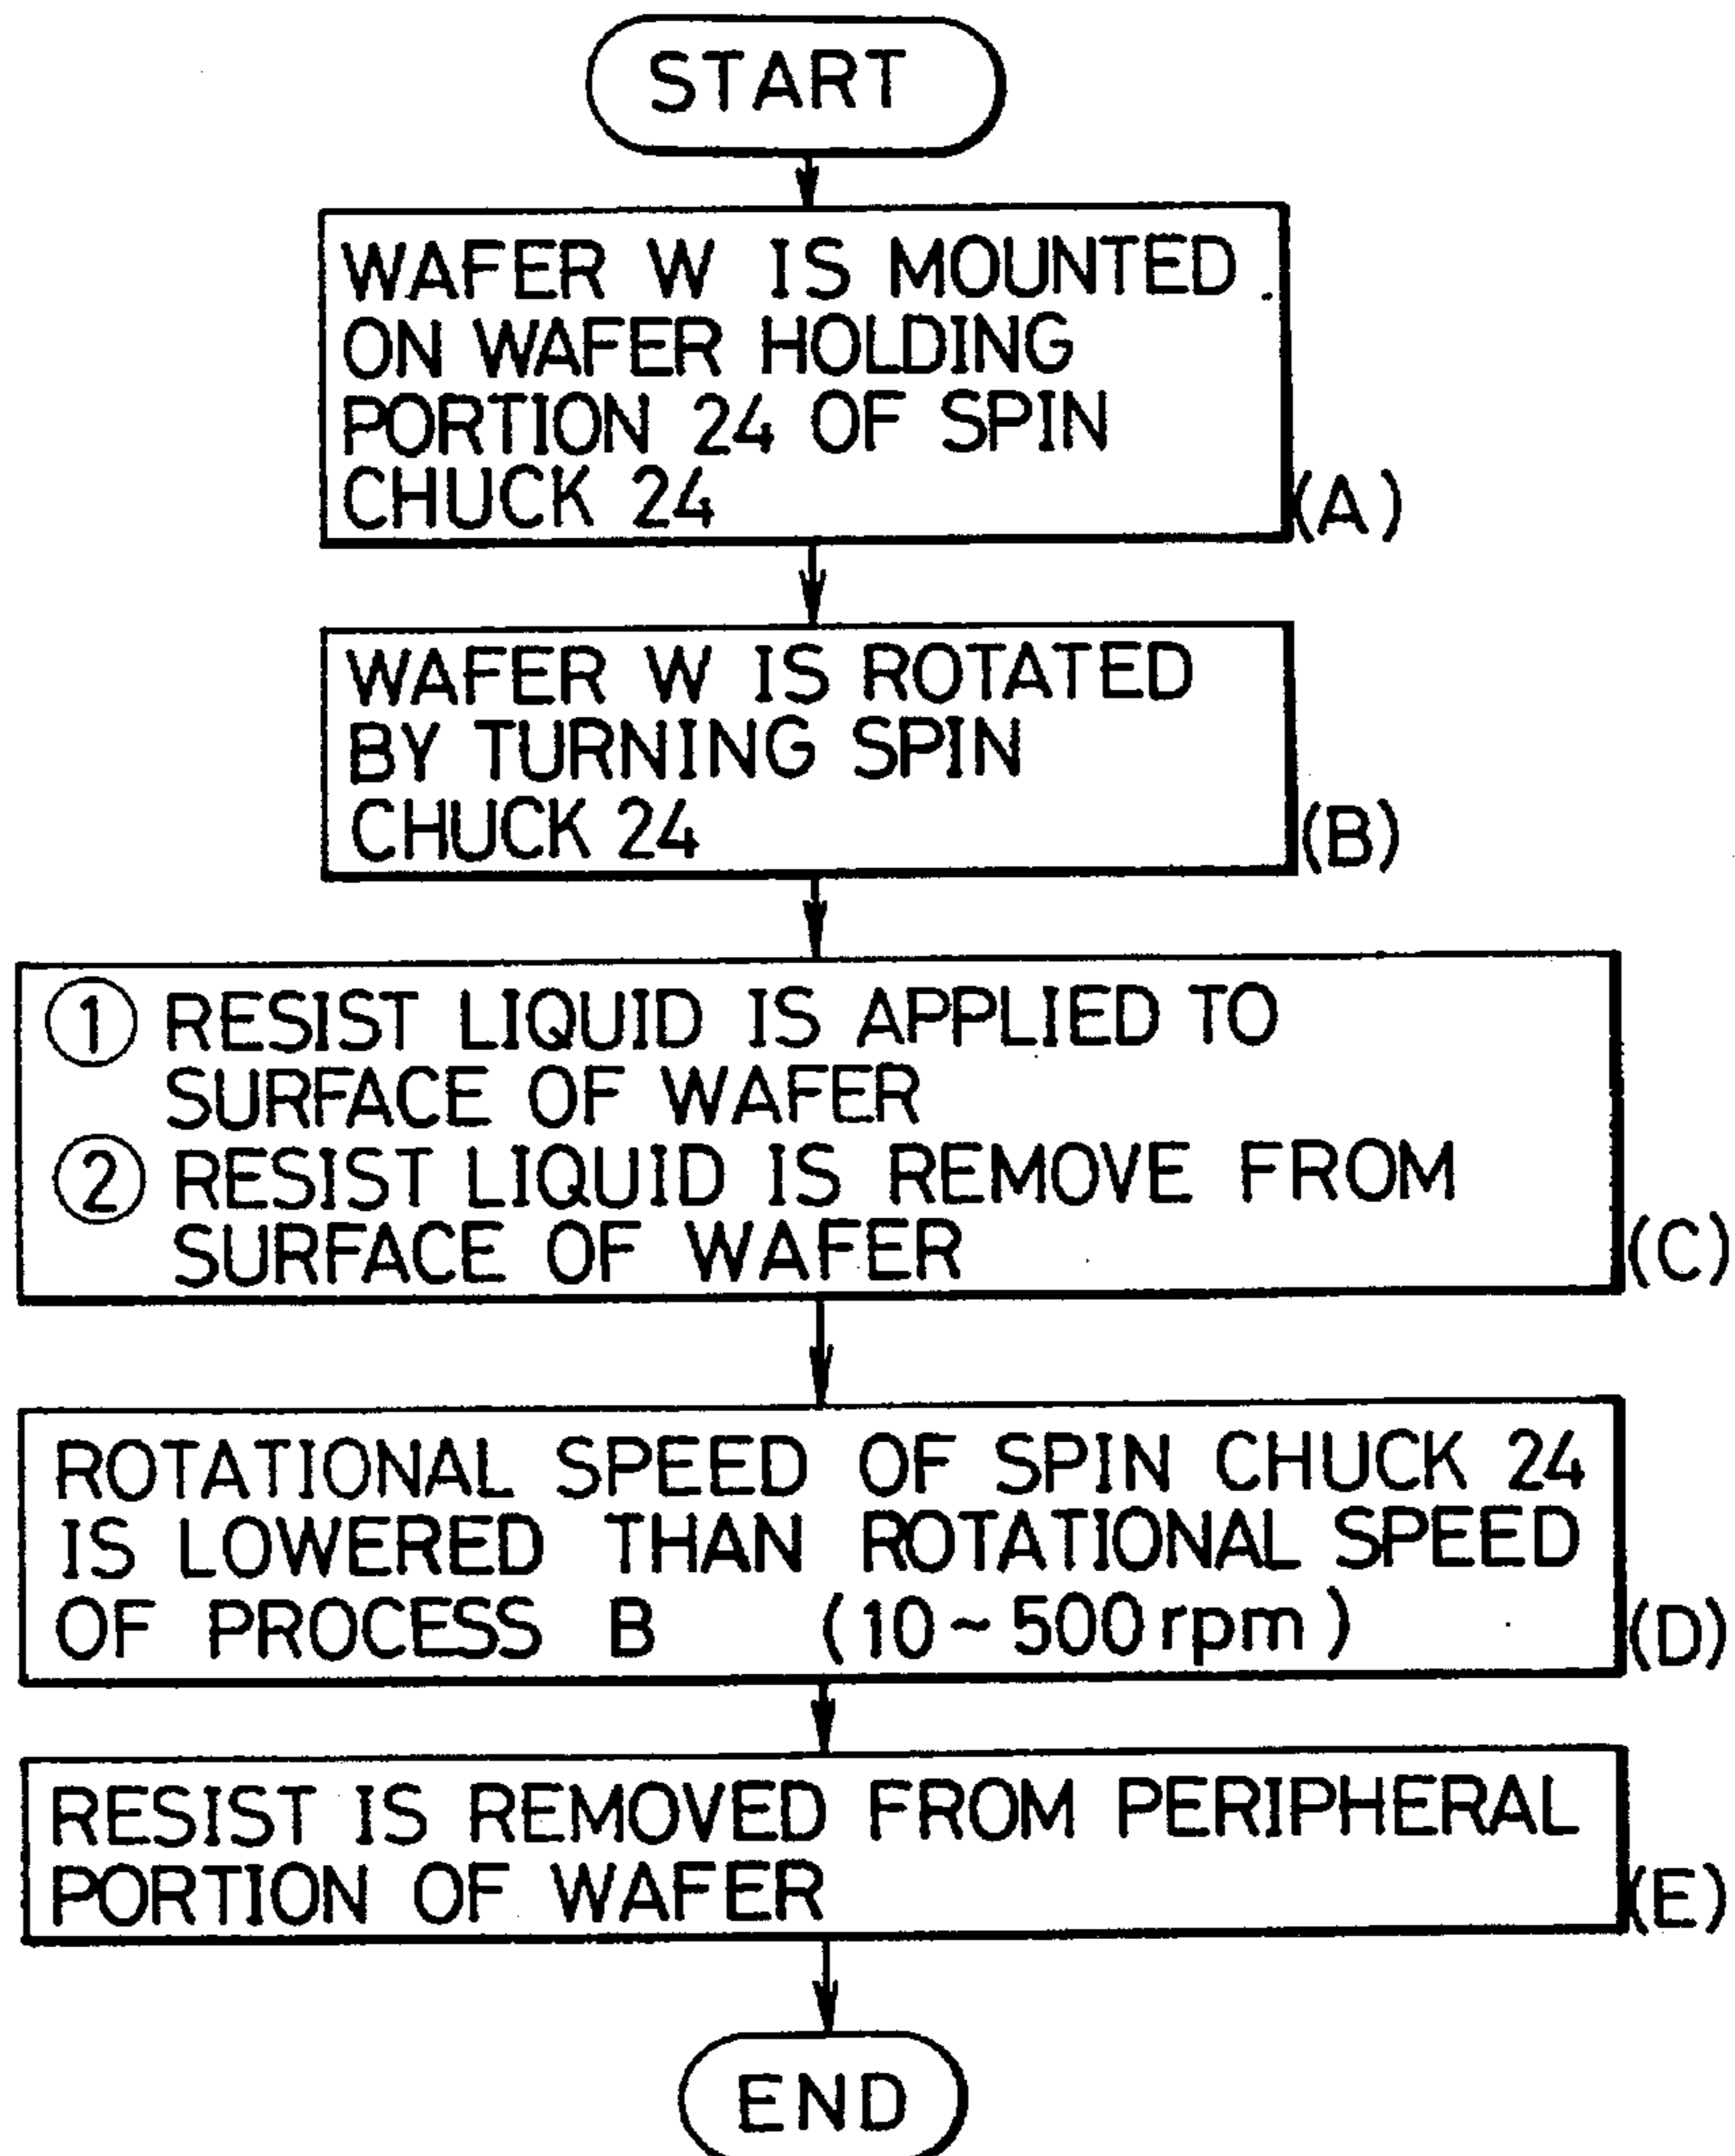 START
WAFER W IS MOUNTED
ON WAFER HOLDING
PORTION 24 OF SPIN
CHUCK 24
(A)
WAFER W IS ROTATED
BY TURNING SPIN
CHUCK 24
(B)
① RESIST LIQUID IS APPLIED TO
SURFACE OF WAFER
② RESIST LIQUID IS REMOVE FROM
SURFACE OF WAFER
(C)
ROTATIONAL SPEED OF SPIN CHUCK 24
IS LOWERED THAN ROTATIONAL SPEED
OF PROCESS B (10~500rpm)
(D)
RESIST IS REMOVED FROM PERIPHERAL
PORTION OF WAFER
(E)
END